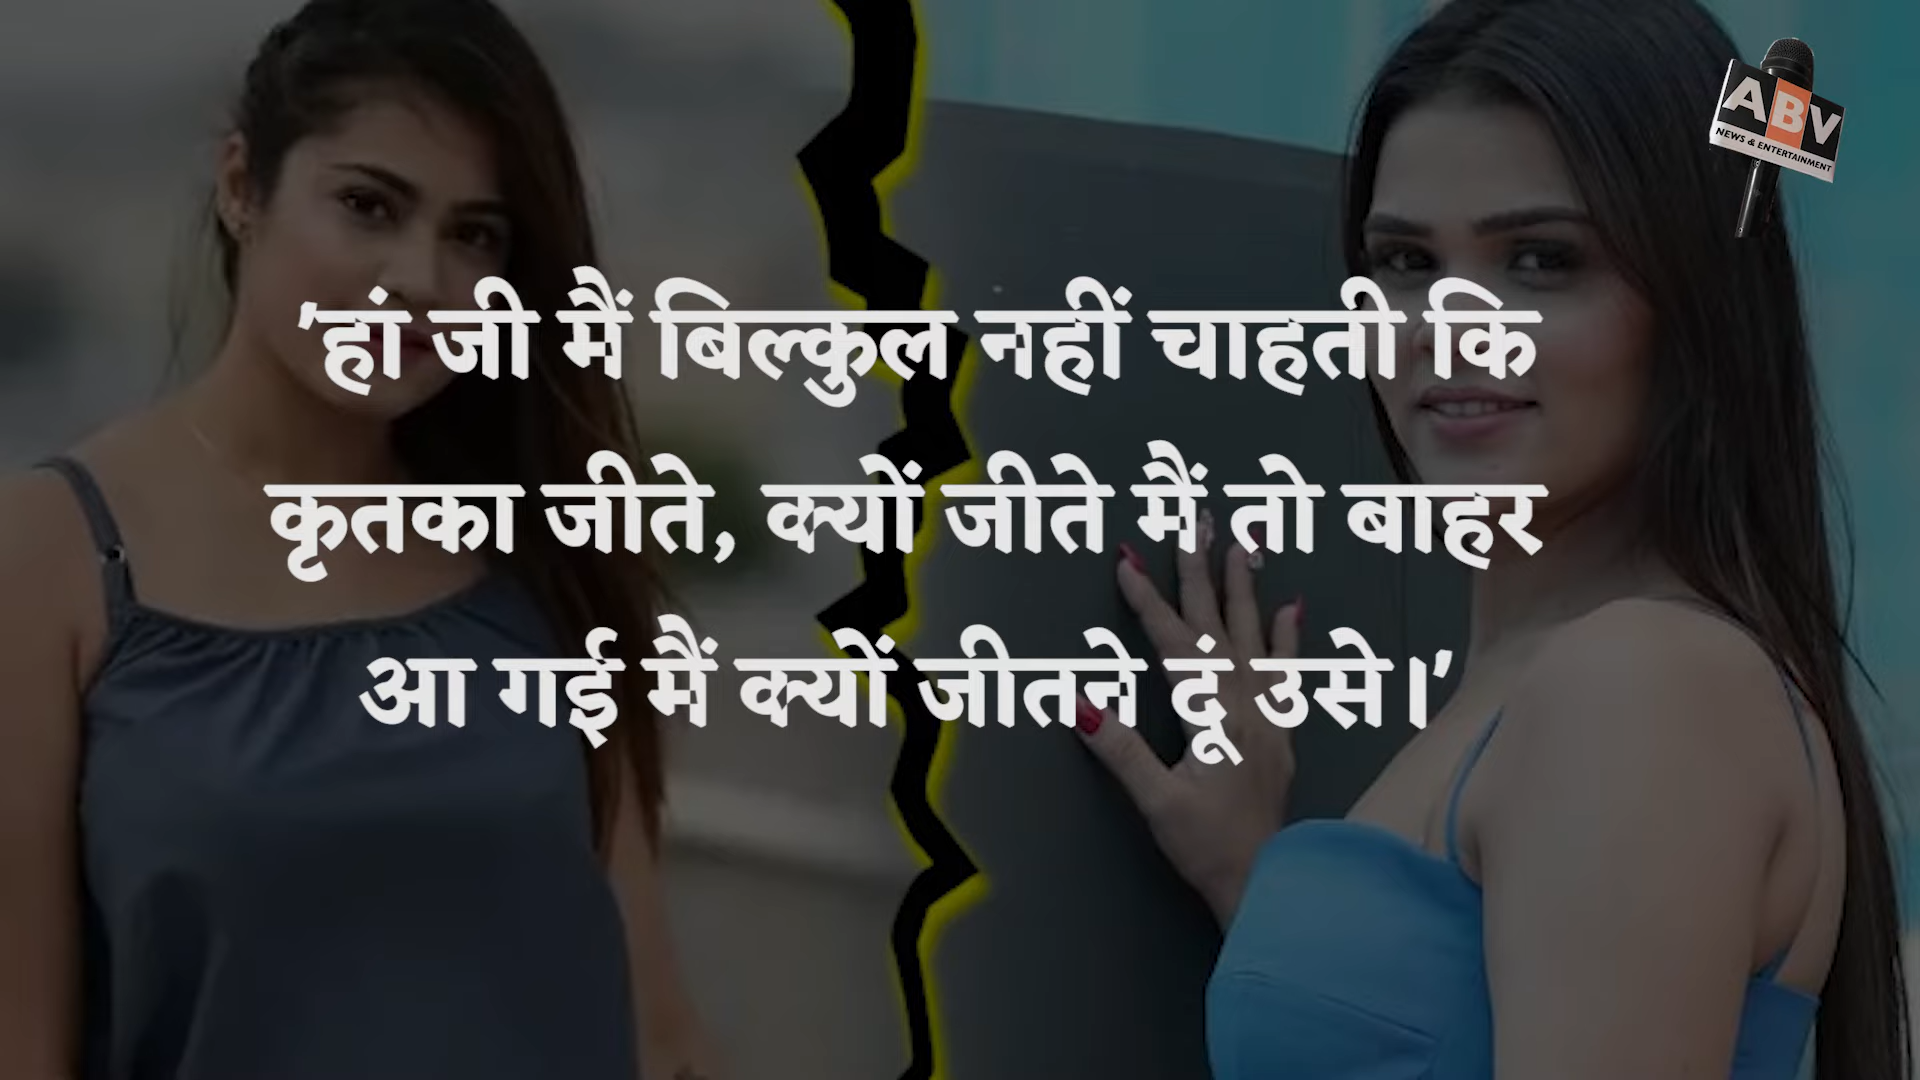 ABV
NEWS & ENTERTAINMENT
'हां जी मैं बिल्कुल नहीं चाहती कि
कृतका जीते, क्यों जीते मैं तो बाहर
आ गई मैं क्यों जीतने दूं उसे।'